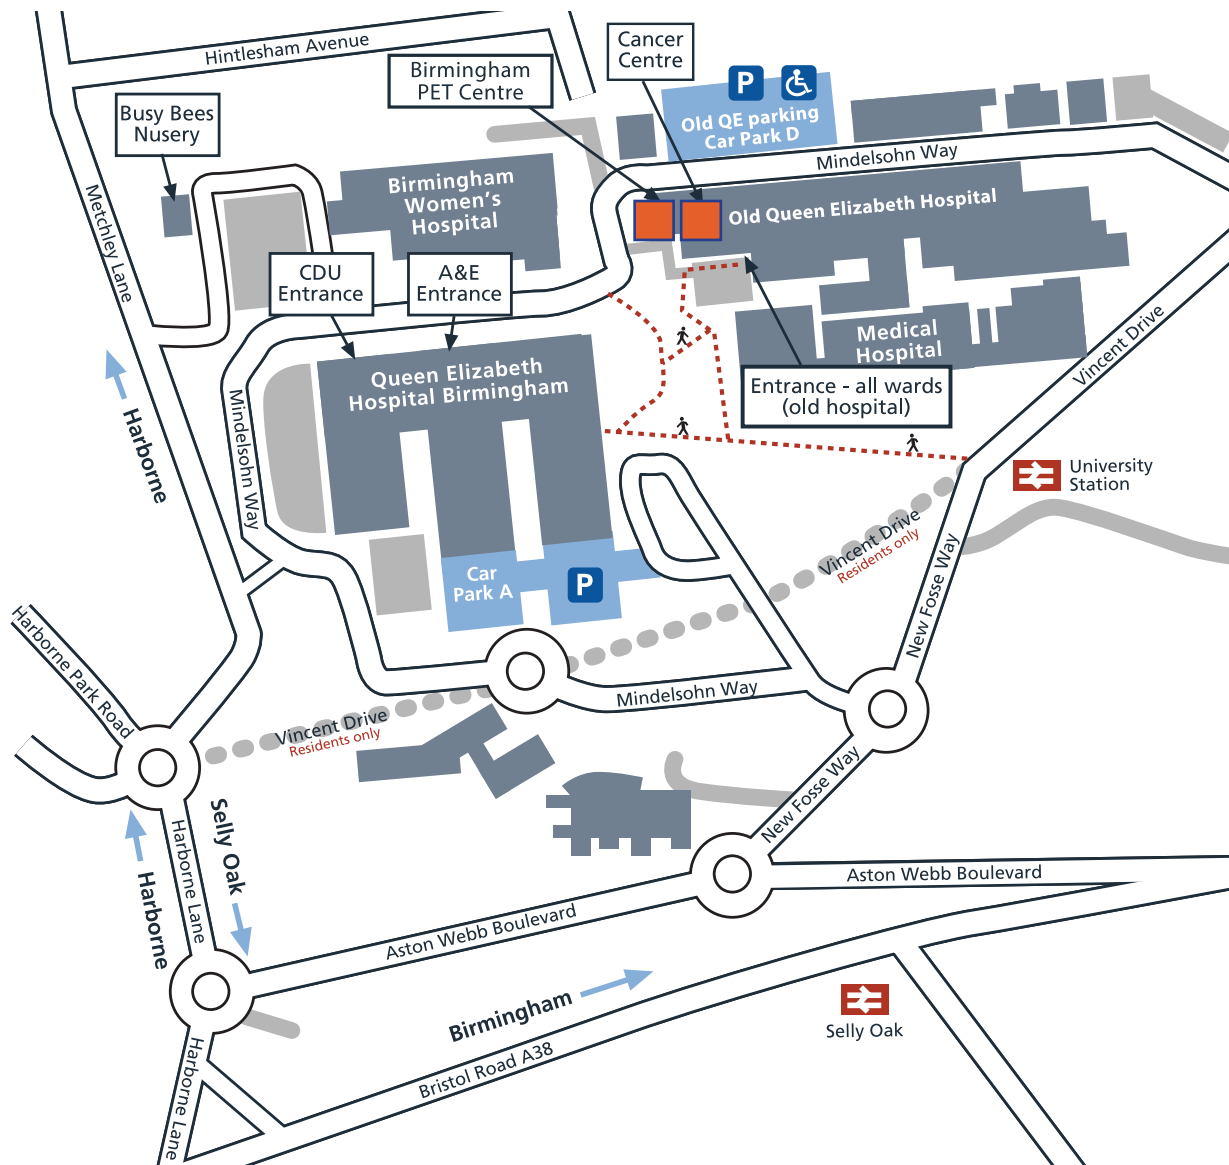 Hintlesham Avenue
Cancer
Centre
Birmingham
PET Centre
P
Old QE parking
Car Park D
Busy Bees
Nusery
Mindelsohn Way
Birmingham
Women's
Hospital
Old Queen Elizabeth Hospital
Metchley Lane
CDU
Entrance
A&E
Entrance
Medical
Hospital
Vincent Drive
Queen Elizabeth
Hospital Birmingham
Entrance - all wards
(old hospital)
Mindelsohn Way
Harborne
University
Station
Vincent Drive
Residents only
New Fosse Way
Car
Park A
P
Harborne Park Road
Mindelsohn Way
Vincent Drive
Residents only
New Fosse Way
Selly Oak
Harborne Lane
Harborne
Aston Webb Boulevard
Aston Webb Boulevard
Birmingham
Selly Oak
Bristol Road A38
Harborne Lane